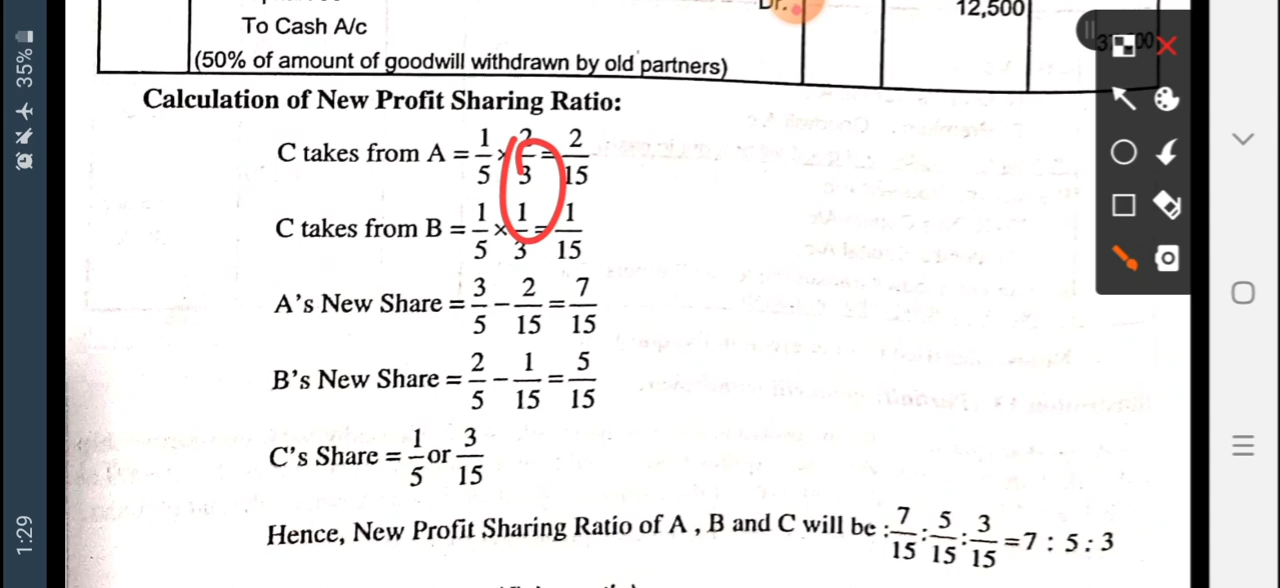 Dr.
12,500
To Cash A/c
(50% of amount of goodwill withdrawn by old partners)
Calculation of New Profit Sharing Ratio:
C takes from A = 1/5 × 2/3 = 2/15
C takes from B = 1/5 × 1/3 = 1/15
A's New Share = 3/5 − 2/15 = 7/15
B's New Share = 2/5 − 1/15 = 5/15
C's Share = 1/5 or 3/15
Hence, New Profit Sharing Ratio of A , B and C will be : 7/15 : 5/15 : 3/15 = 7 : 5 : 3
35%
1:29